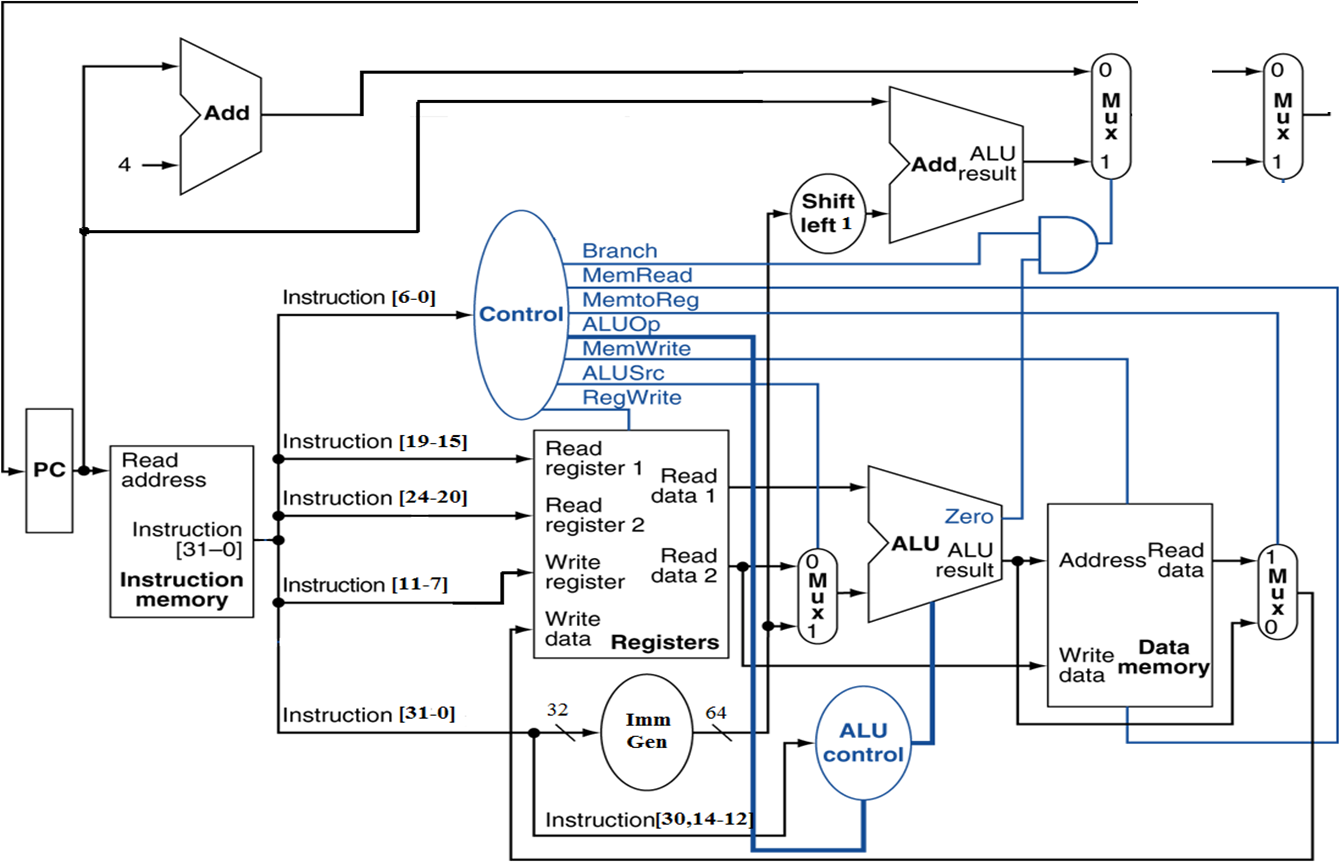 Add
4
0
M
u
x
1
0
M
u
x
1
Add
ALU
result
Shift
left 1
Branch
MemRead
MemtoReg
ALUOp
MemWrite
ALUSrc
RegWrite
Control
Instruction [6-0]
Instruction [19-15]
Instruction [24-20]
Instruction [11-7]
Instruction [31-0]
PC
Read
address
Instruction
[31–0]
Instruction
memory
Read
register 1
Read
register 2
Write
register
Write
data
Read
data 1
Read
data 2
Registers
0
M
u
x
1
Zero
ALU
ALU
result
Address
Read
data
Write
data
Data
memory
1
M
u
x
0
32
Imm
Gen
64
ALU
control
Instruction[30,14-12]